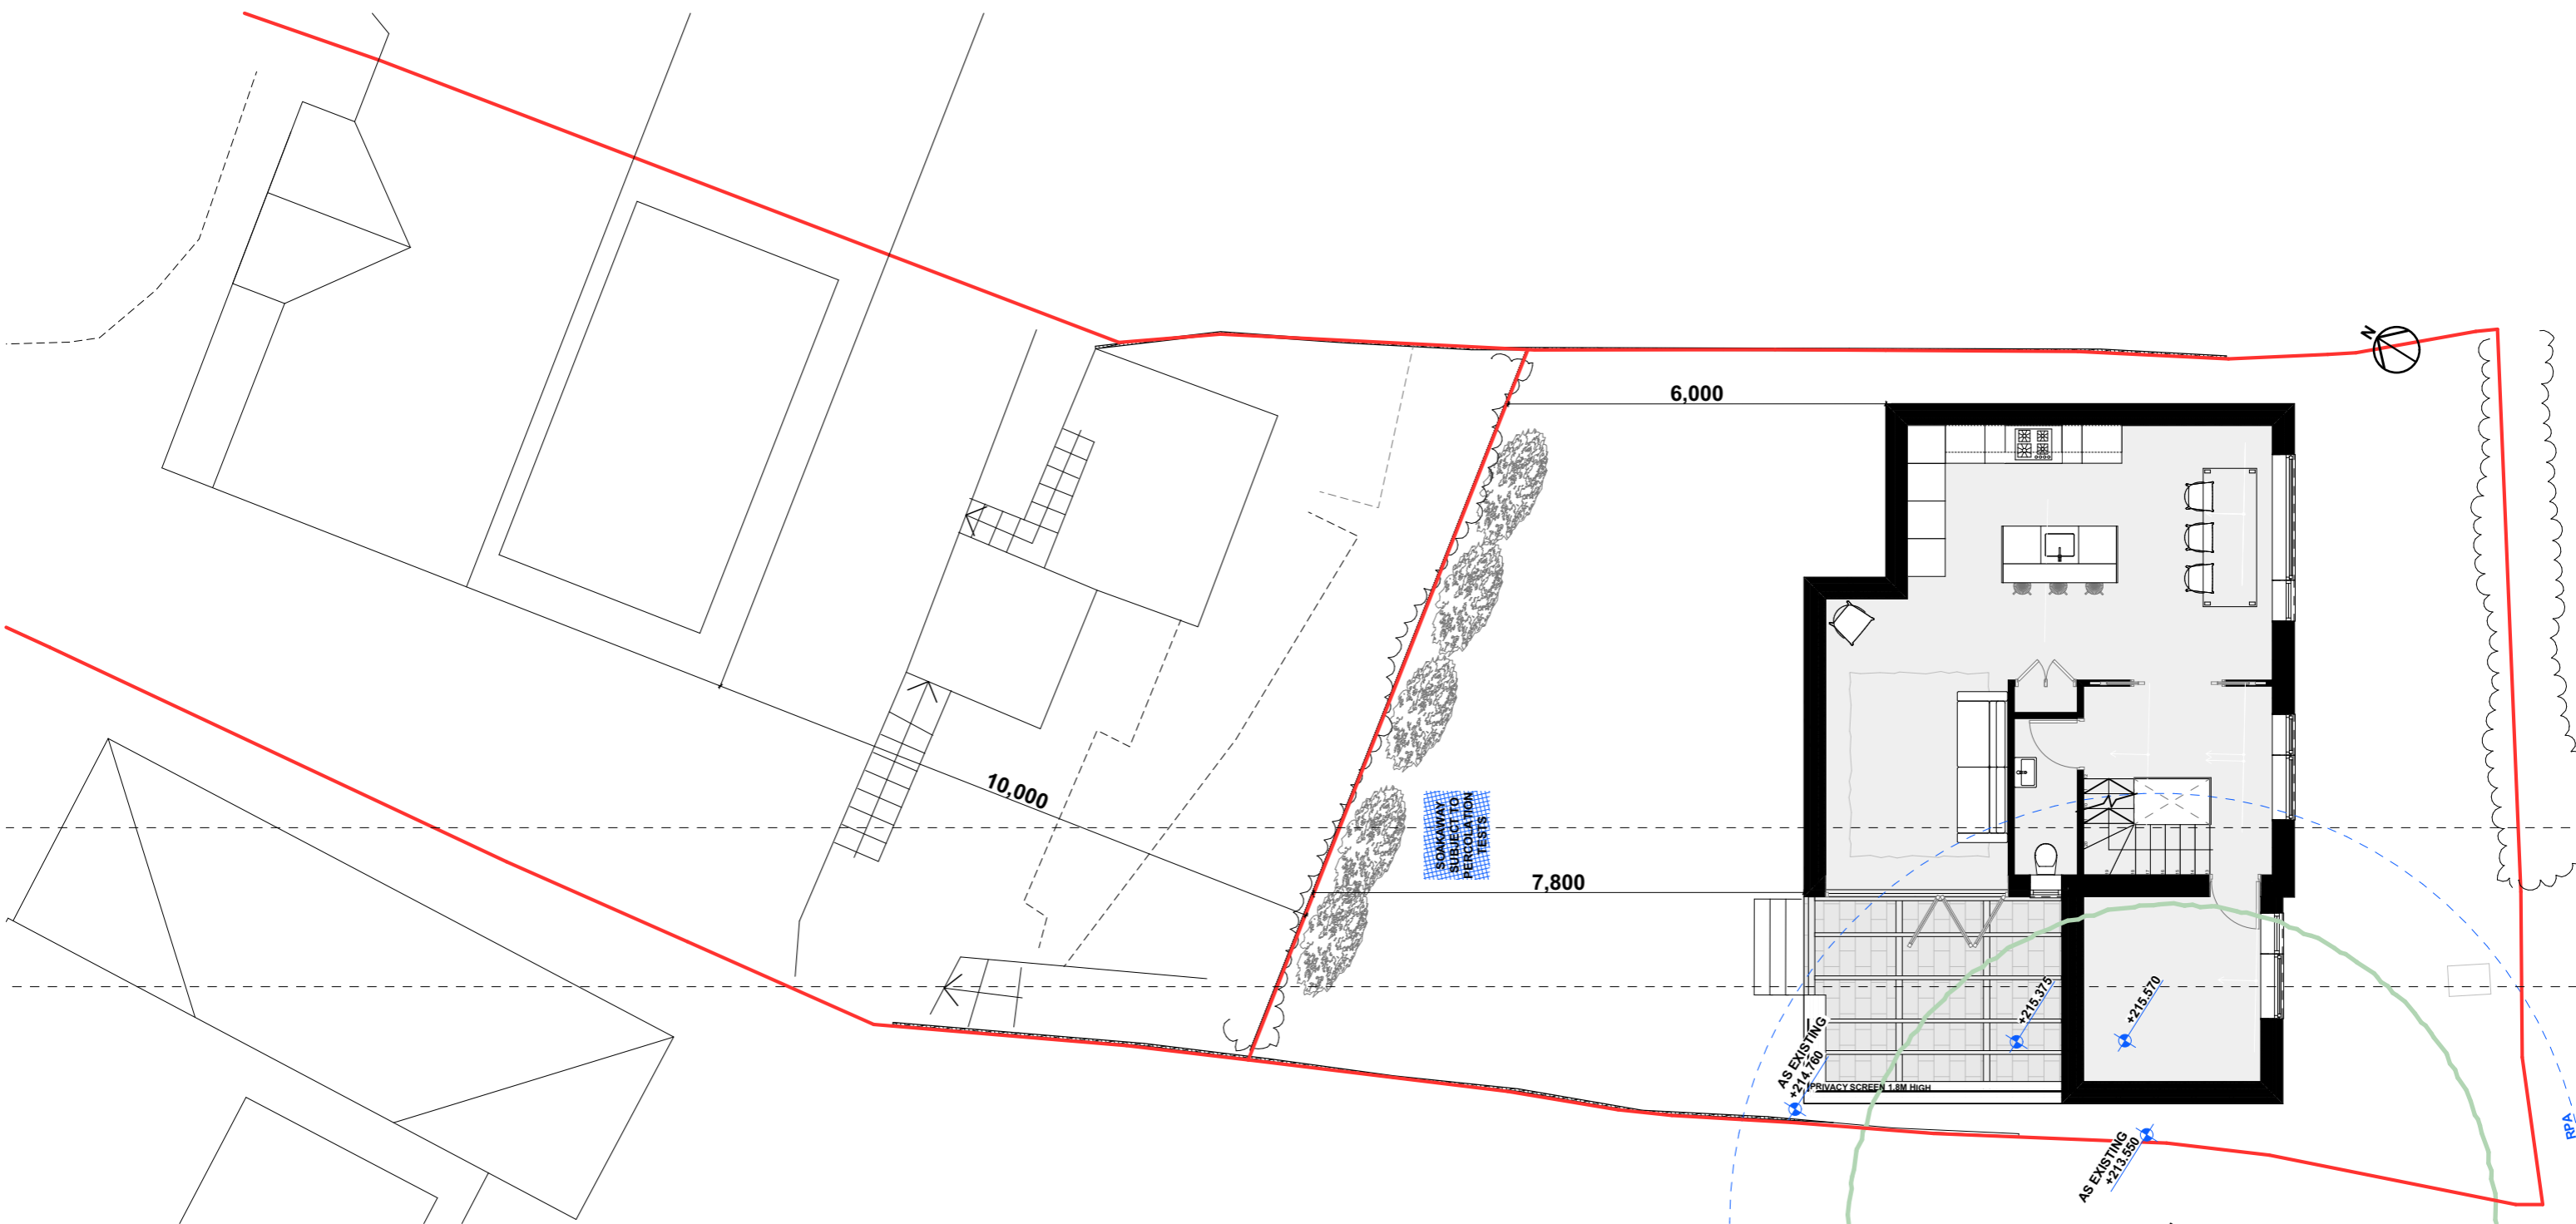 N
6,000
10,000
SOAKAWAY
SUBJECT TO
PERCOLATION
TESTS
7,800
+215.375
+215.570
AS EXISTING
+214.760
PRIVACY SCREEN 1.8M HIGH
AS EXISTING
+213.550
RPA